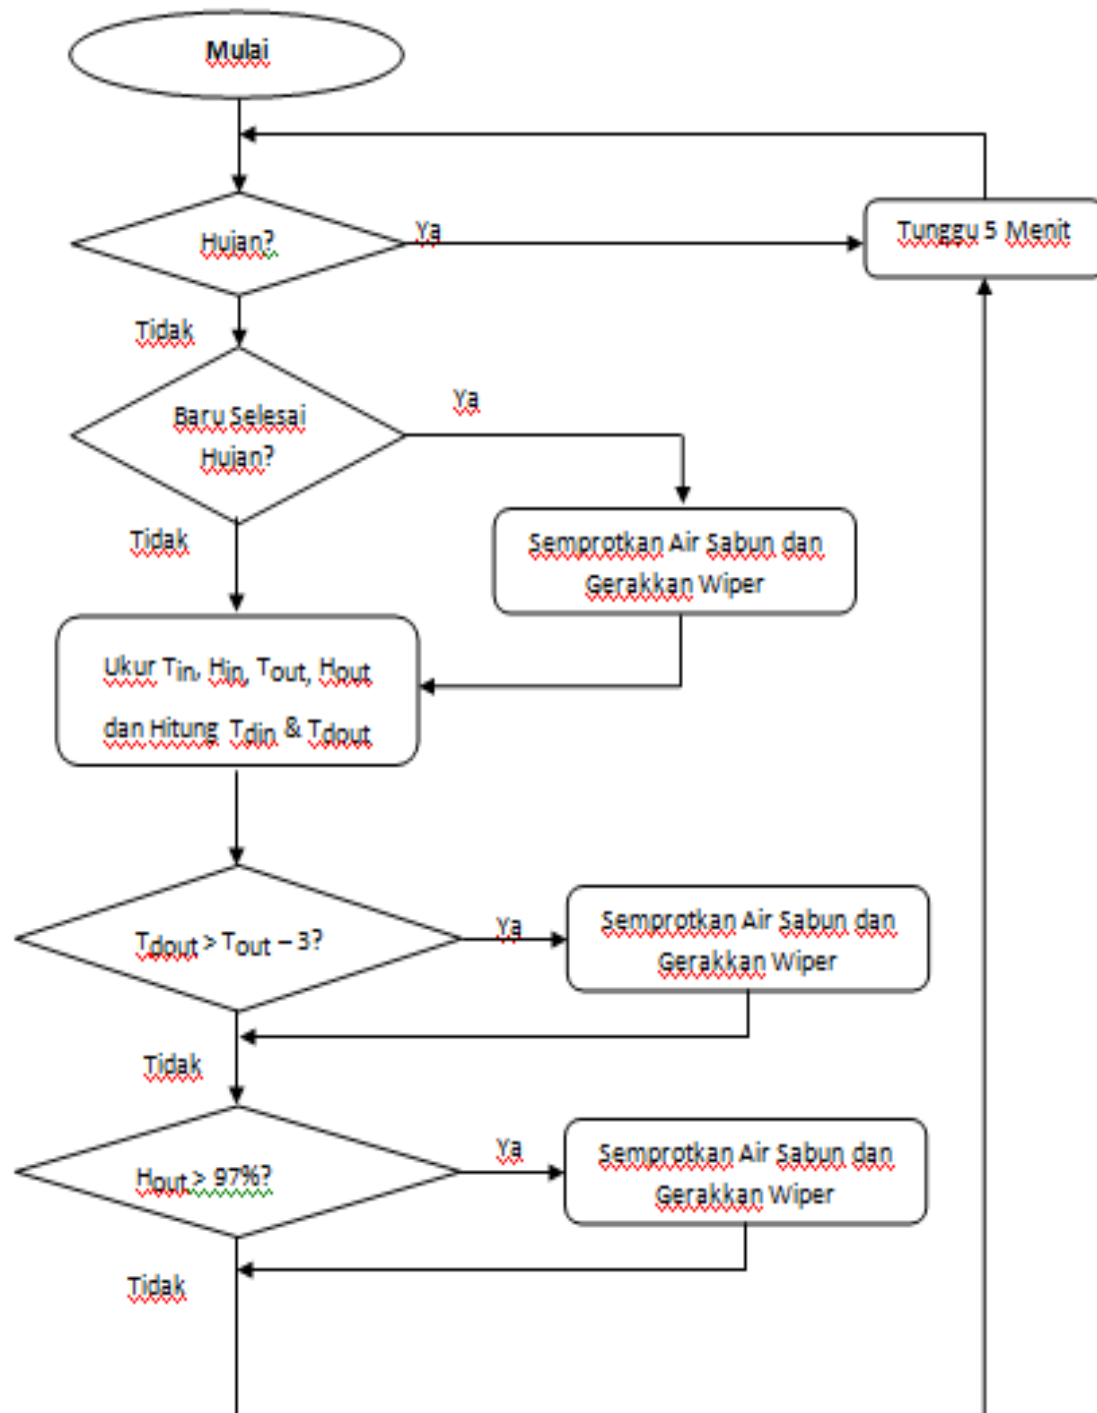 Mulai
Hujan?
Ya
Tunggu 5 Menit
Tidak
Baru Selesai
Hujan?
Ya
Tidak
Semprotkan Air Sabun dan
Gerakkan Wiper
Ukur Tin, Hin, Tout, Hout
dan Hitung Tdin & Tdout
Tdout > Tout – 3?
Ya
Semprotkan Air Sabun dan
Gerakkan Wiper
Tidak
Hout > 97%?
Ya
Semprotkan Air Sabun dan
Gerakkan Wiper
Tidak